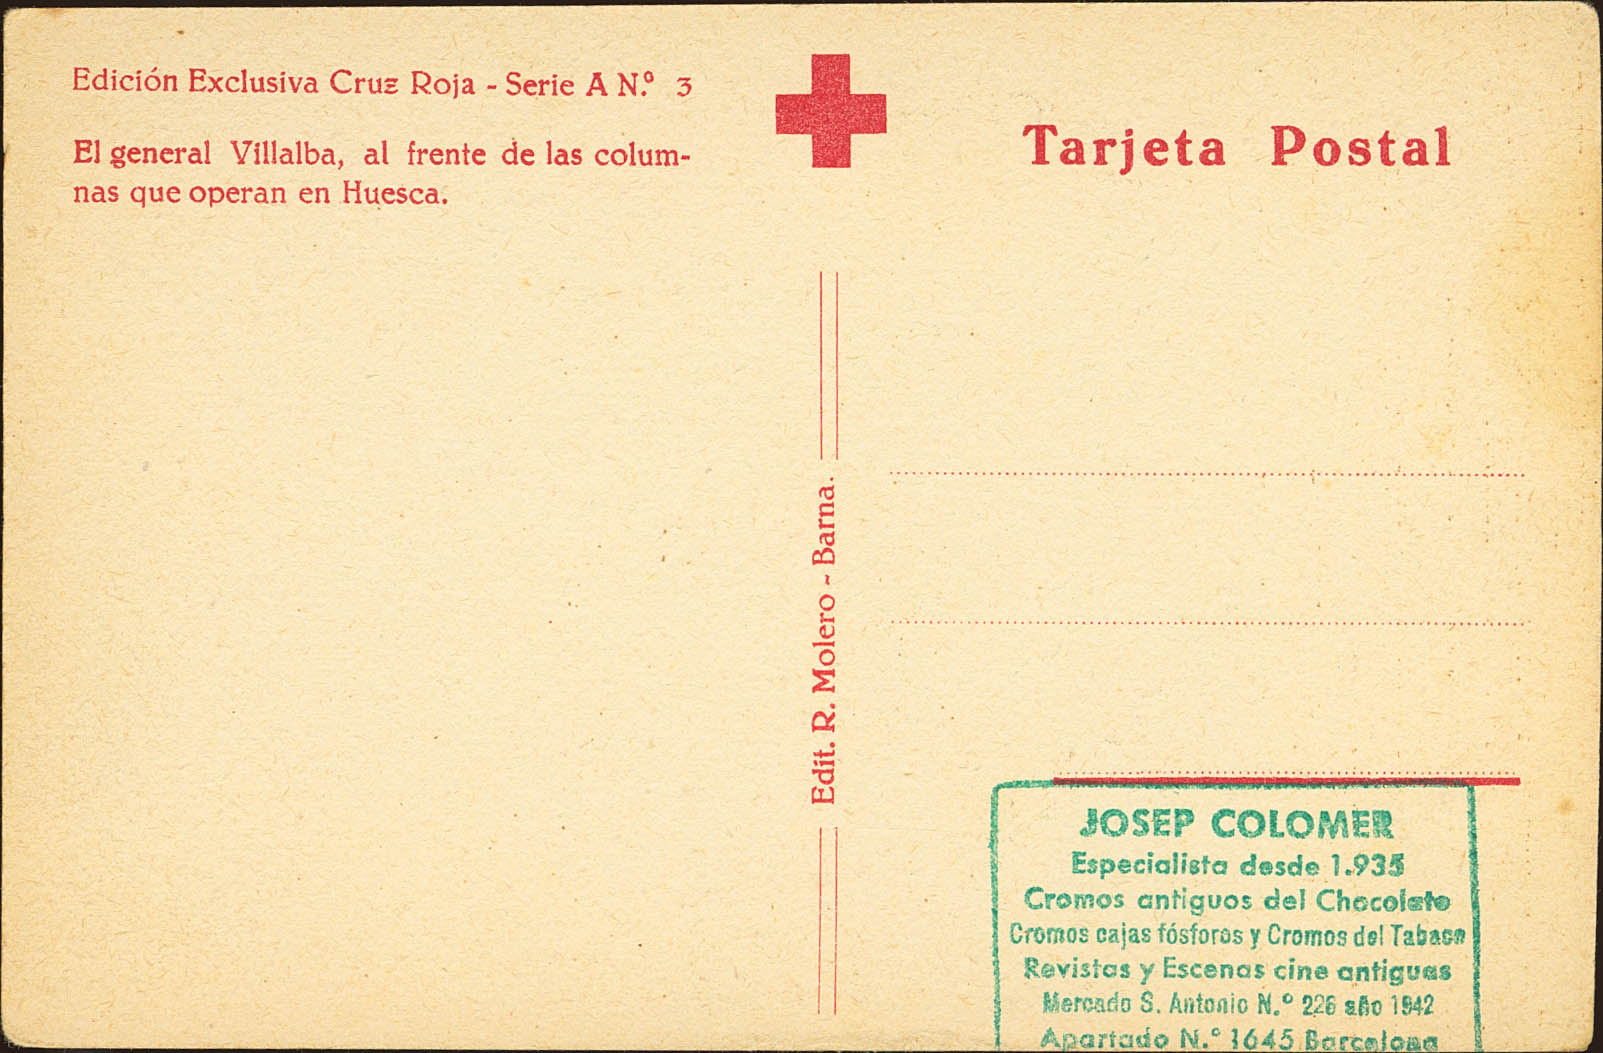 Edición Exclusiva Cruz Roja - Serie A N.º 3
El general Villalba, al frente de las colum-
nas que operan en Huesca.
Tarjeta Postal
Edit. R. Molero - Barna.
JOSEP COLOMER
Especialista desde 1.935
Cromos antiguos del Chocolate
Cromos cajas fósforos y Cromos del Tabaco
Revistas y Escenas cine antiguas
Mercado S. Antonio N.º 226 año 1942
Apartado N.º 1645 Barcelona